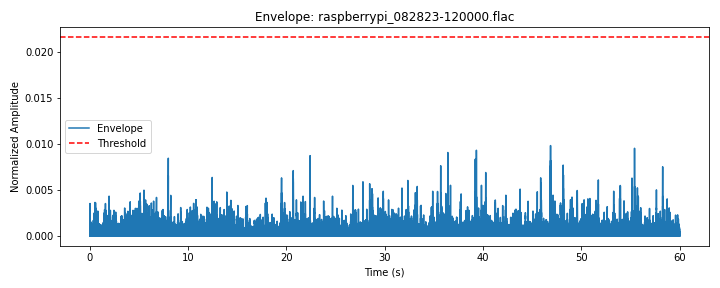 Envelope: raspberrypi_082823-120000.flac
Normalized Amplitude
0.020
0.015
0.010
0.005
0.000
Envelope
Threshold
0
10
20
30
40
50
60
Time (s)